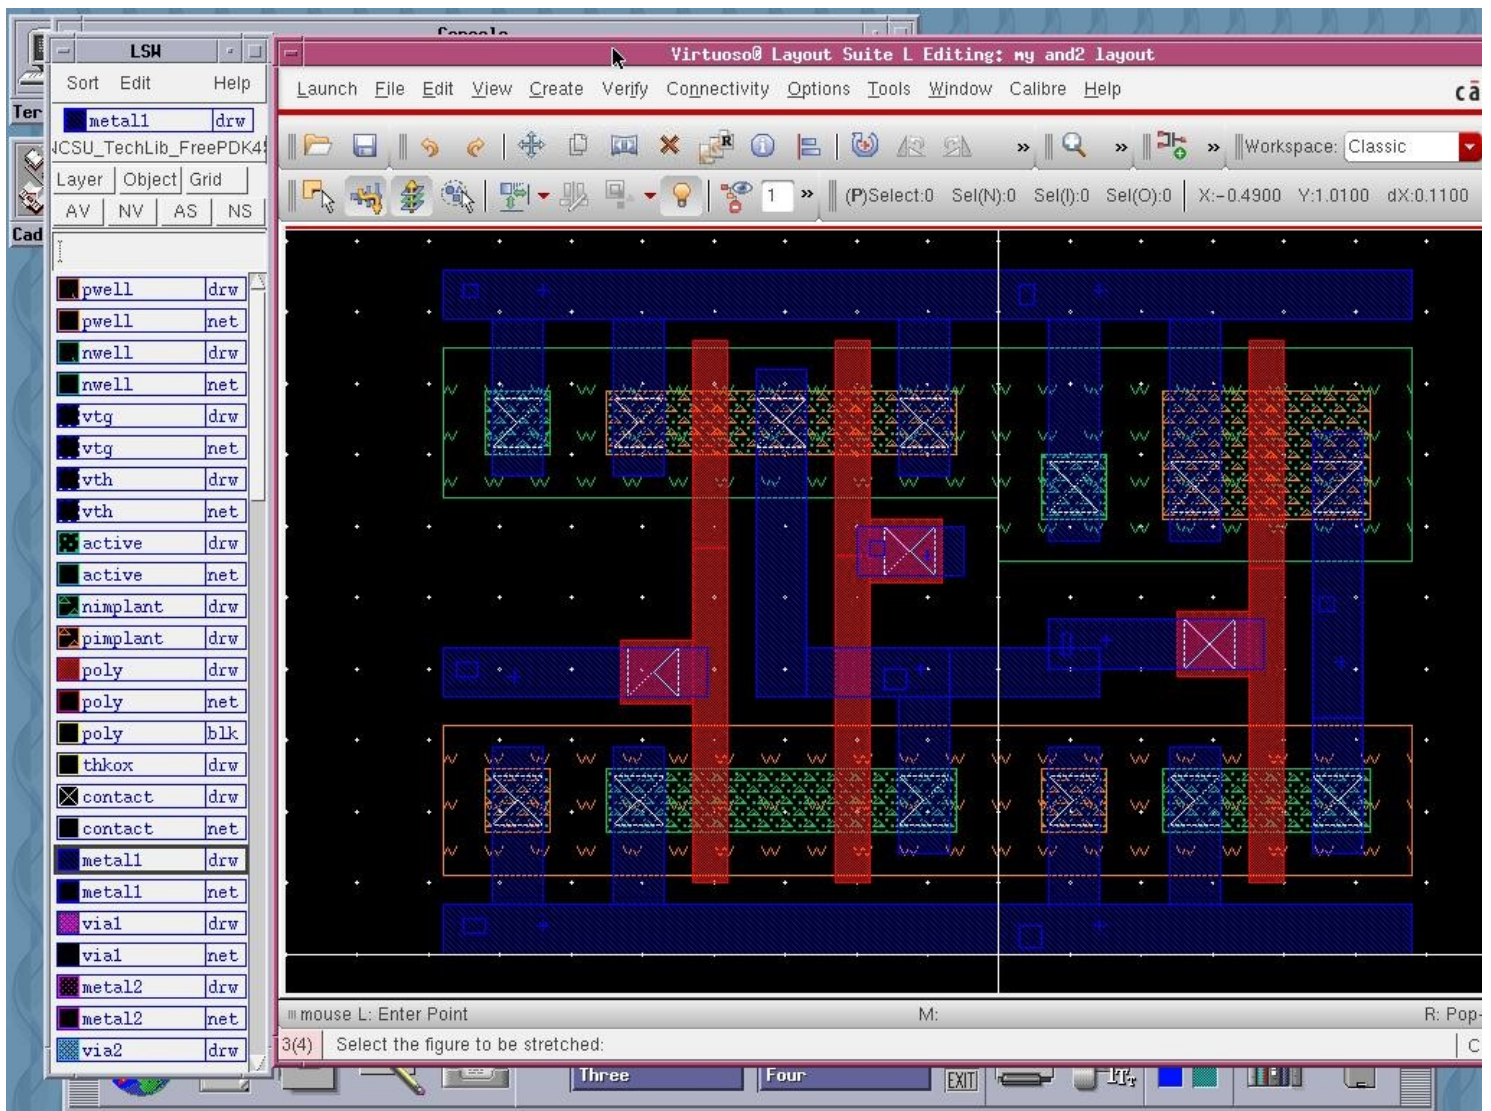 Console
LSW
Virtuoso® Layout Suite L Editing: my and2 layout
Sort Edit Help
Launch File Edit View Create Verify Connectivity Options Tools Window Calibre Help
cā
Ter
metal1 drw
NCSU_TechLib_FreePDK4
R
Workspace: Classic
Layer Object Grid
AV NV AS NS
1
(P)Select:0 Sel(N):0 Sel(I):0 Sel(O):0 X:-0.4900 Y:1.0100 dX:0.1100
Cad
pwell drw
pwell net
nwell drw
nwell net
vtg drw
vtg net
vth drw
vth net
active drw
active net
nimplant drw
pimplant drw
poly drw
poly net
poly blk
thkox drw
contact drw
contact net
metal1 drw
metal1 net
via1 drw
via1 net
metal2 drw
metal2 net
via2 drw
mouse L: Enter Point M: R: Pop-
3(4) Select the figure to be stretched: C
Three Four EXIT